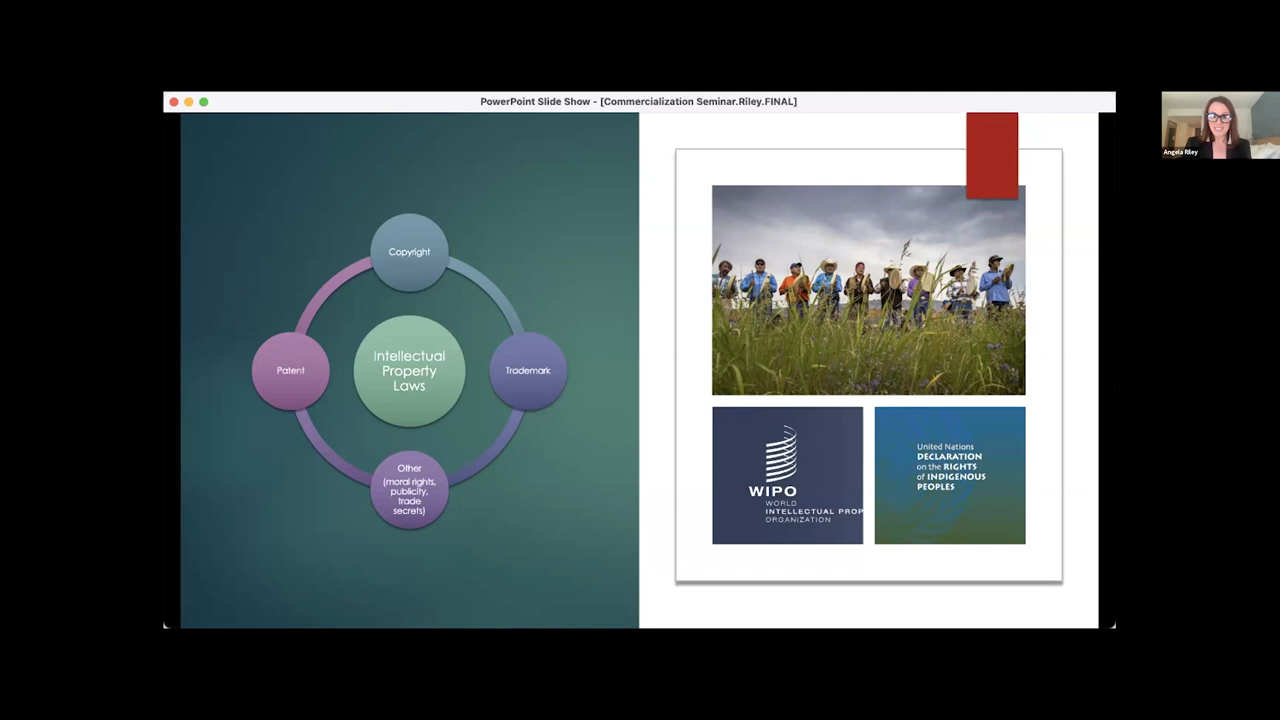 PowerPoint Slide Show - [Commercialization Seminar.Riley.FINAL]
Angela Riley
Copyright
Intellectual
Property
Laws
Patent
Trademark
Other
(moral rights,
publicity,
trade
secrets)
WIPO
WORLD
INTELLECTUAL PROP
ORGANIZATION
United Nations
DECLARATION
on the RIGHTS
of INDIGENOUS
PEOPLES